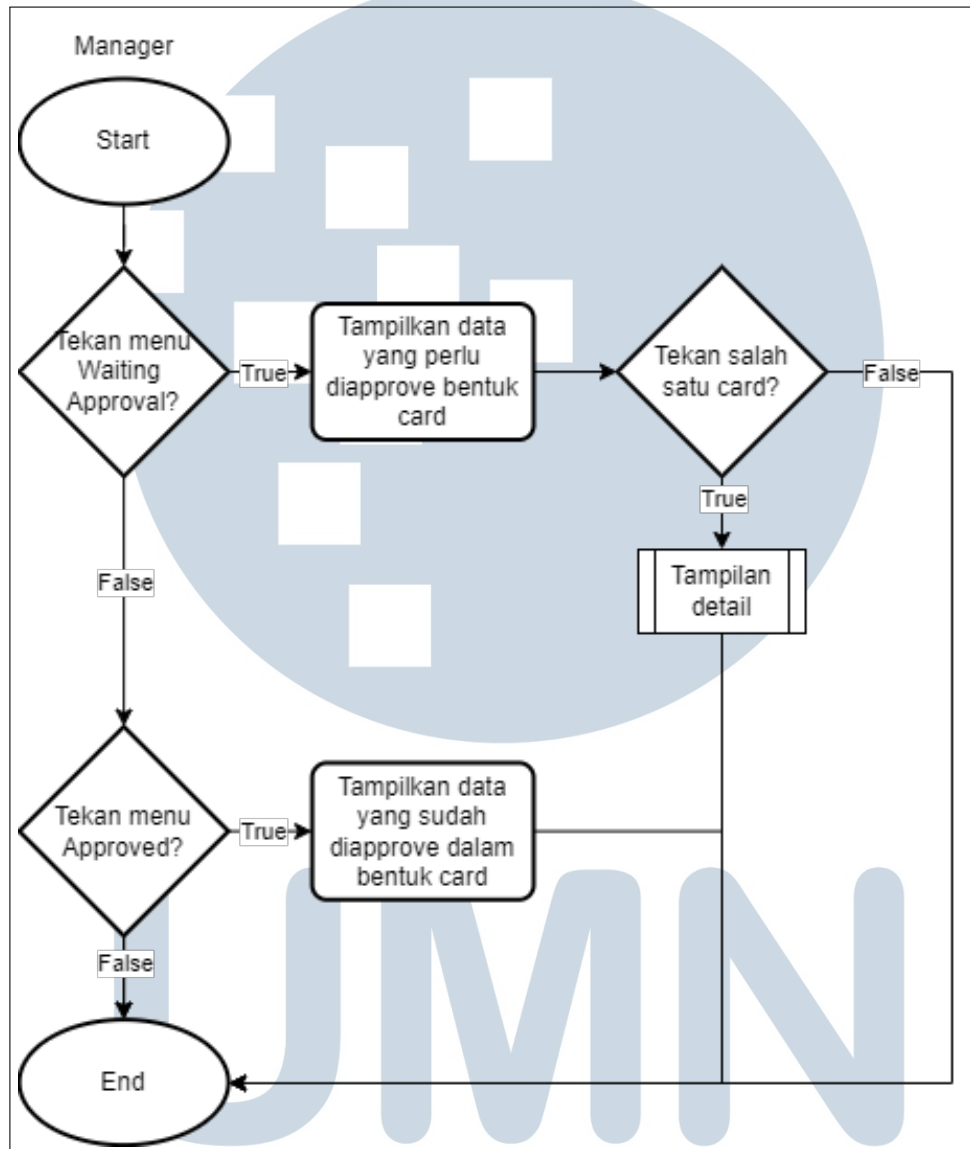 Manager
Start
Tekan menu
Waiting
Approval?
True
Tampilkan data
yang perlu
diapprove bentuk
card
Tekan salah
satu card?
False
True
Tampilan
detail
False
Tekan menu
Approved?
True
Tampilkan data
yang sudah
diapprove dalam
bentuk card
False
End
UMN